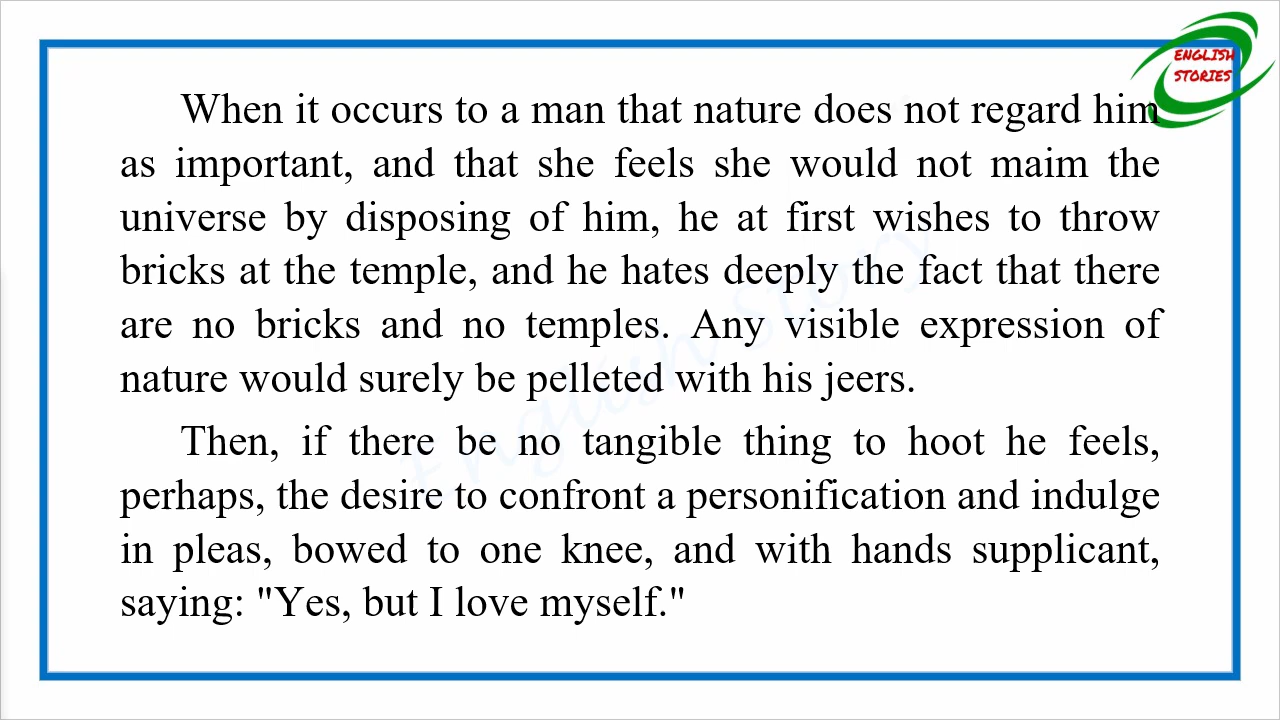 ENGLISH
STORIES
When it occurs to a man that nature does not regard him
as important, and that she feels she would not maim the
universe by disposing of him, he at first wishes to throw
bricks at the temple, and he hates deeply the fact that there
are no bricks and no temples. Any visible expression of
nature would surely be pelleted with his jeers.
Then, if there be no tangible thing to hoot he feels,
perhaps, the desire to confront a personification and indulge
in pleas, bowed to one knee, and with hands supplicant,
saying: "Yes, but I love myself."
English Story